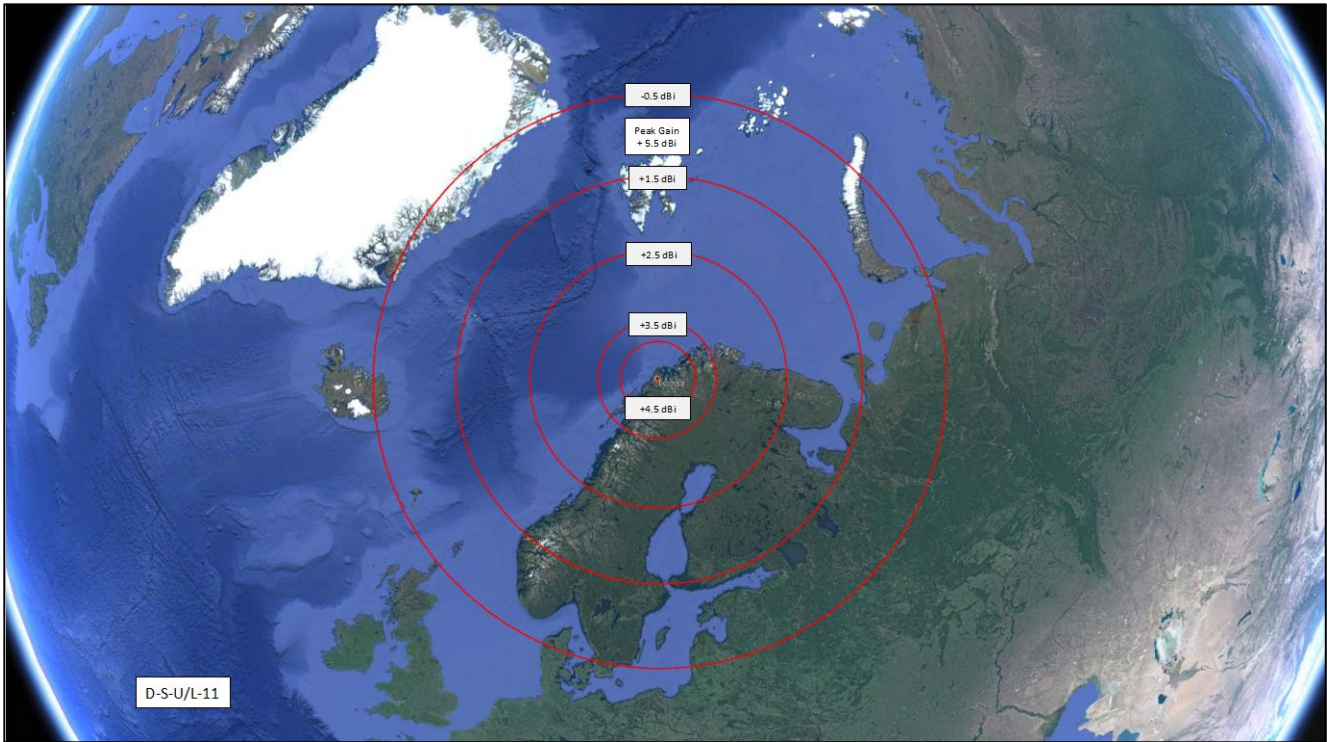 -0.5 dBi
Peak Gain
+ 5.5 dBi
+1.5 dBi
+2.5 dBi
+3.5 dBi
Tromsø
+4.5 dBi
D-S-U/L-11